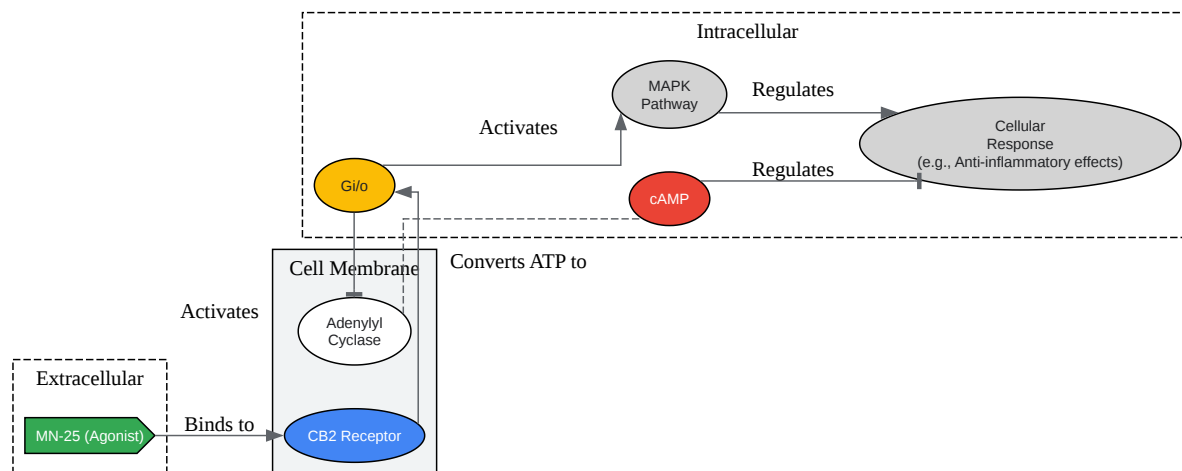 Intracellular
MAPK
Pathway
Regulates
Activates
Cellular
Response
(e.g., Anti-inflammatory effects)
Gi/o
cAMP
Regulates
Cell Membrane
Converts ATP to
Activates
Adenylyl
Cyclase
Extracellular
MN-25 (Agonist)
Binds to
CB2 Receptor